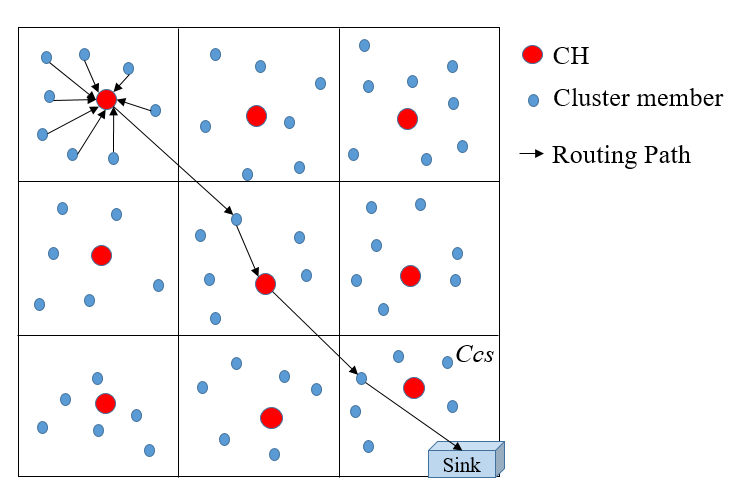 CH
Cluster member
Routing Path
Ccs
Sink